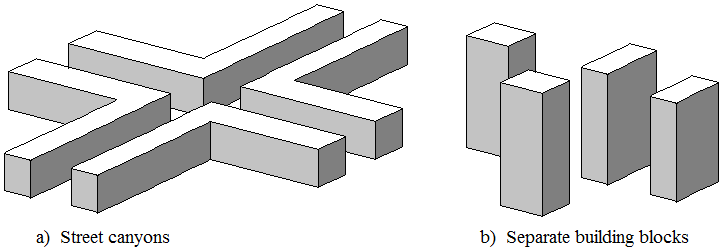 a) Street canyons
b) Separate building blocks